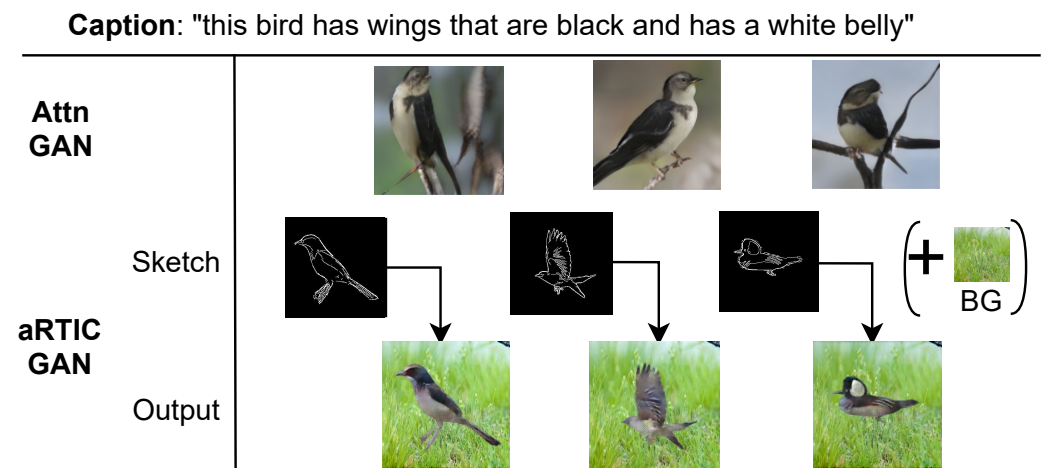 Caption: "this bird has wings that are black and has a white belly"
Attn
GAN
Sketch
( + )
BG
aRTIC
GAN
Output